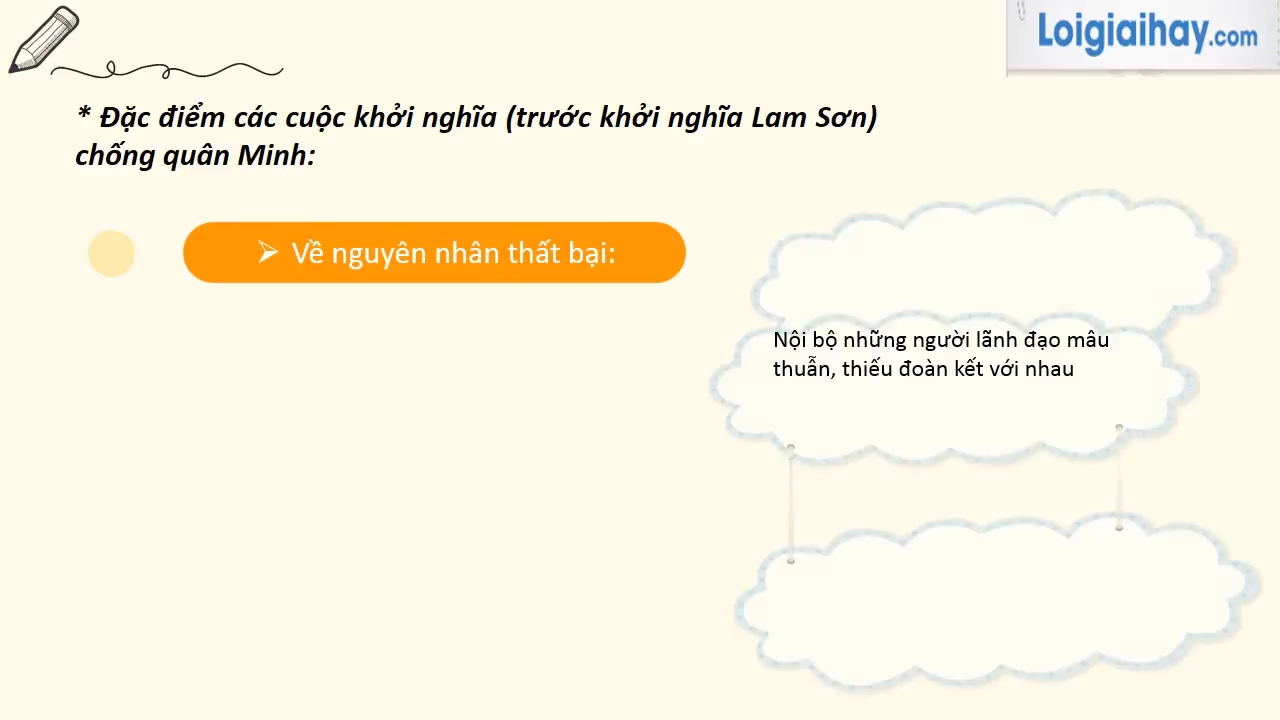 Loigiaihay.com
* Đặc điểm các cuộc khởi nghĩa (trước khởi nghĩa Lam Sơn)
chống quân Minh:
➢ Về nguyên nhân thất bại:
Nội bộ những người lãnh đạo mâu
thuẫn, thiếu đoàn kết với nhau